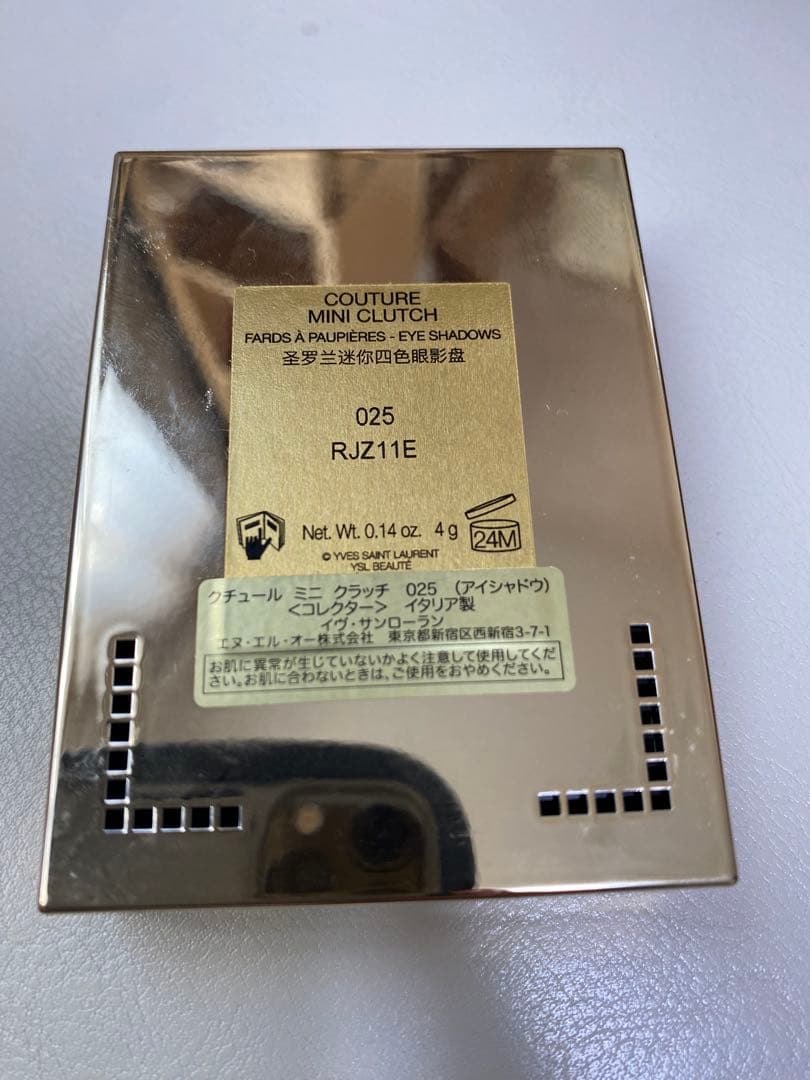 COUTURE
MINI CLUTCH
FARDS À PAUPIÈRES - EYE SHADOWS
圣罗兰迷你四色眼影盘
025
RJZ11E
Net. Wt. 0.14 oz. 4 g
24M
© YVES SAINT LAURENT
YSL BEAUTÉ
クチュール ミニ クラッチ 025 (アイシャドウ)
<コレクター> イタリア製
イヴ・サンローラン
エヌ・エル・オー株式会社 東京都新宿区西新宿3-7-1
お肌に異常が生じていないかよく注意して使用してくだ
さい。お肌に合わないときは、ご使用をおやめください。